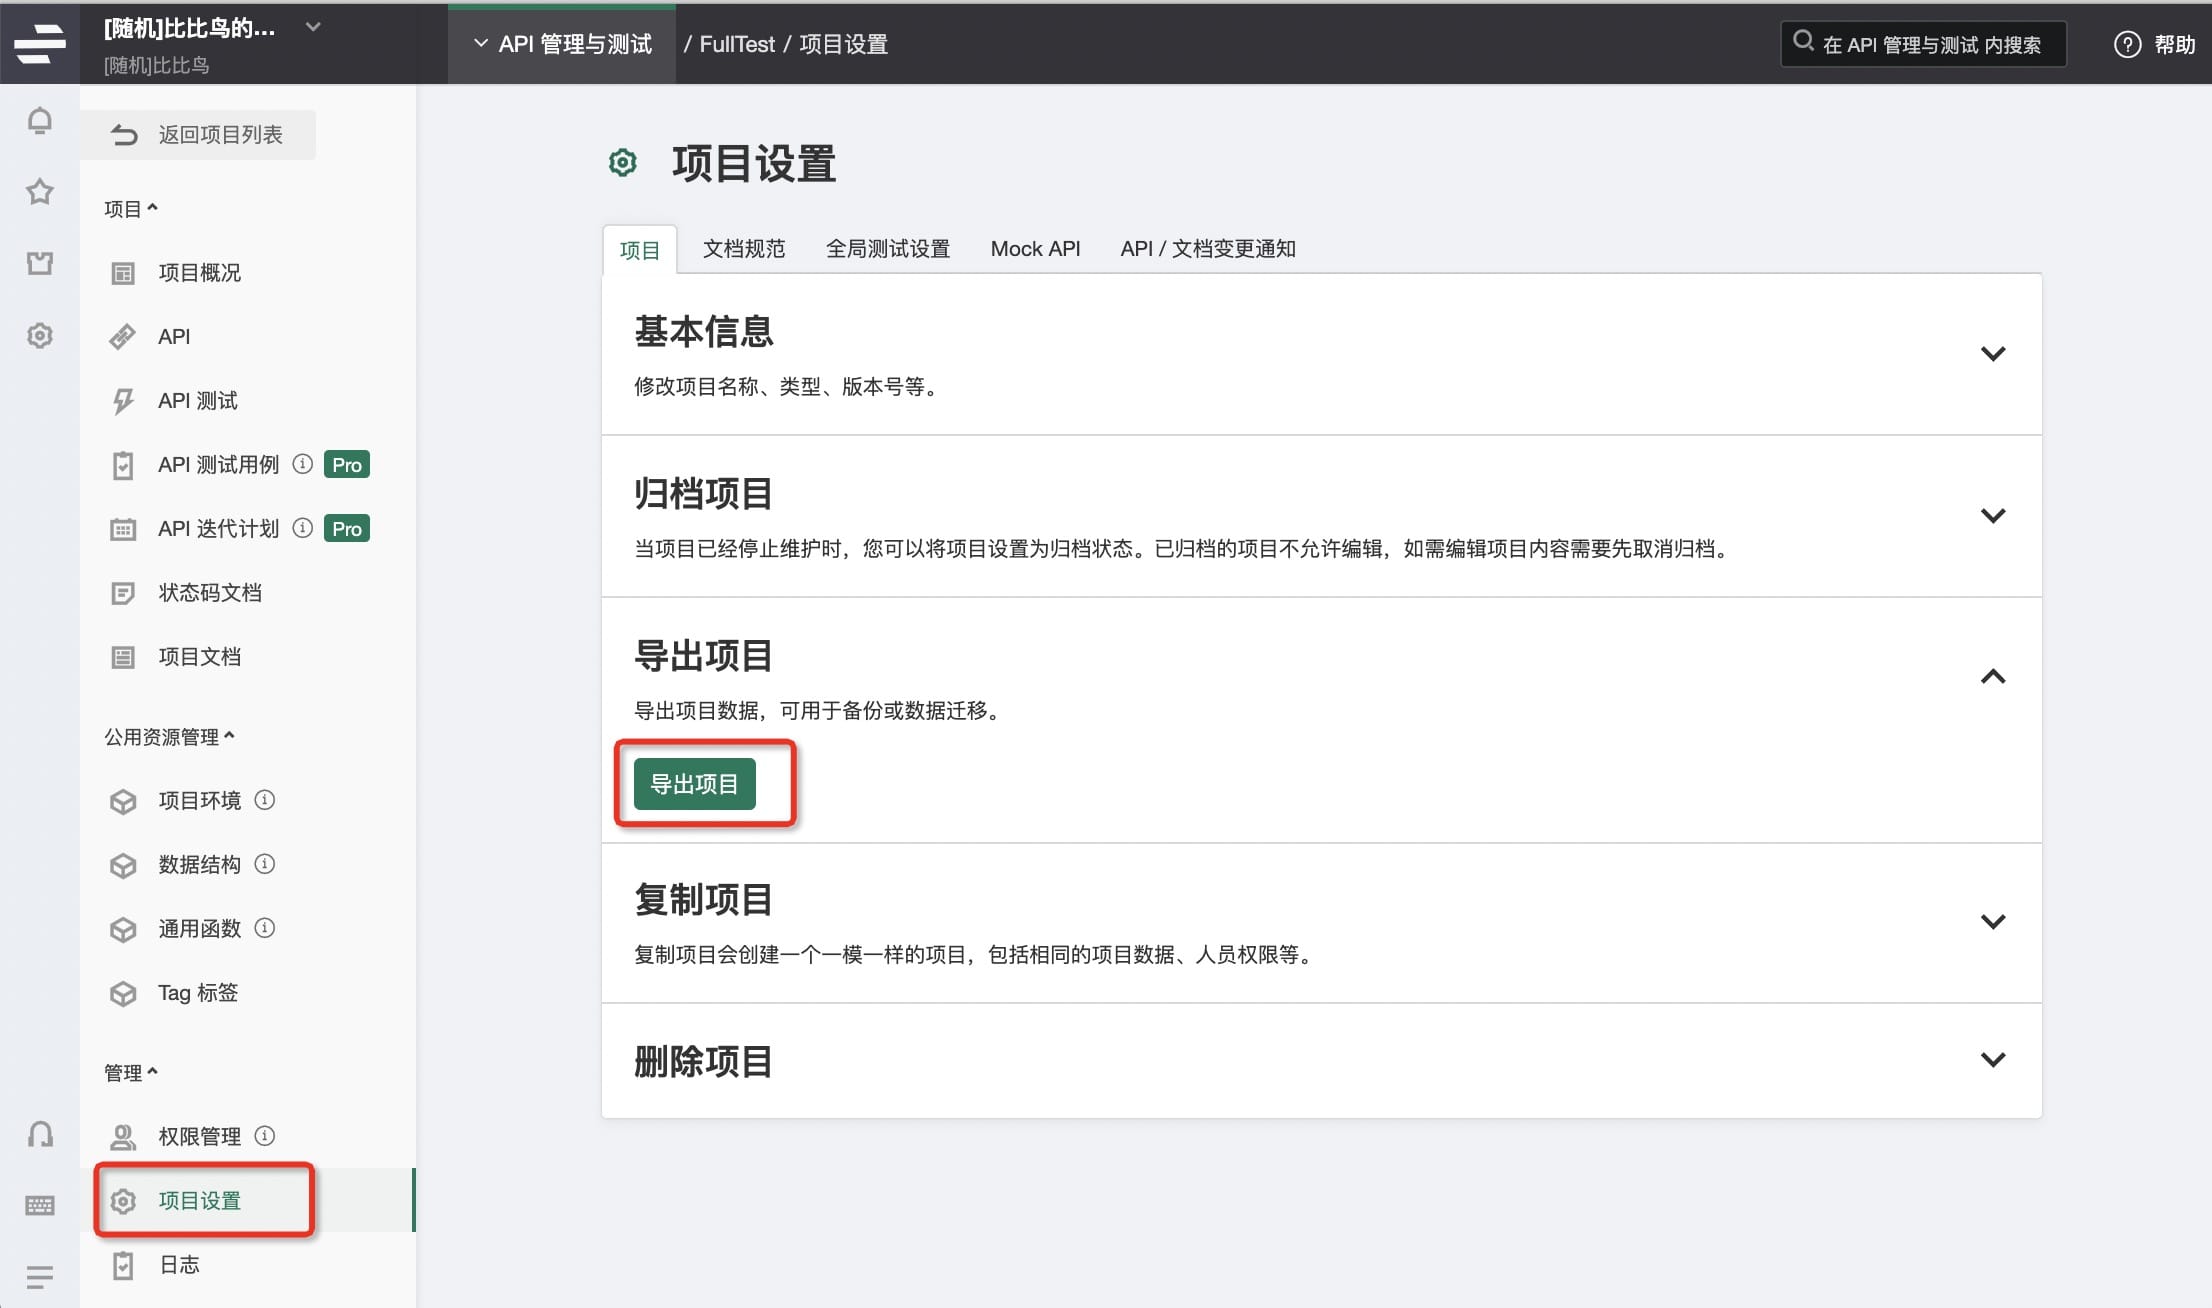 [随机]比比鸟的...
[随机]比比鸟
API 管理与测试 / FullTest / 项目设置
在 API 管理与测试 内搜索
帮助
返回项目列表
项目
项目概况
API
API 测试
API 测试用例 Pro
API 迭代计划 Pro
状态码文档
项目文档
公用资源管理
项目环境
数据结构
通用函数
Tag 标签
管理
权限管理
项目设置
日志
项目设置
项目 文档规范 全局测试设置 Mock API API / 文档变更通知
基本信息
修改项目名称、类型、版本号等。
归档项目
当项目已经停止维护时，您可以将项目设置为归档状态。已归档的项目不允许编辑，如需编辑项目内容需要先取消归档。
导出项目
导出项目数据，可用于备份或数据迁移。
导出项目
复制项目
复制项目会创建一个一模一样的项目，包括相同的项目数据、人员权限等。
删除项目